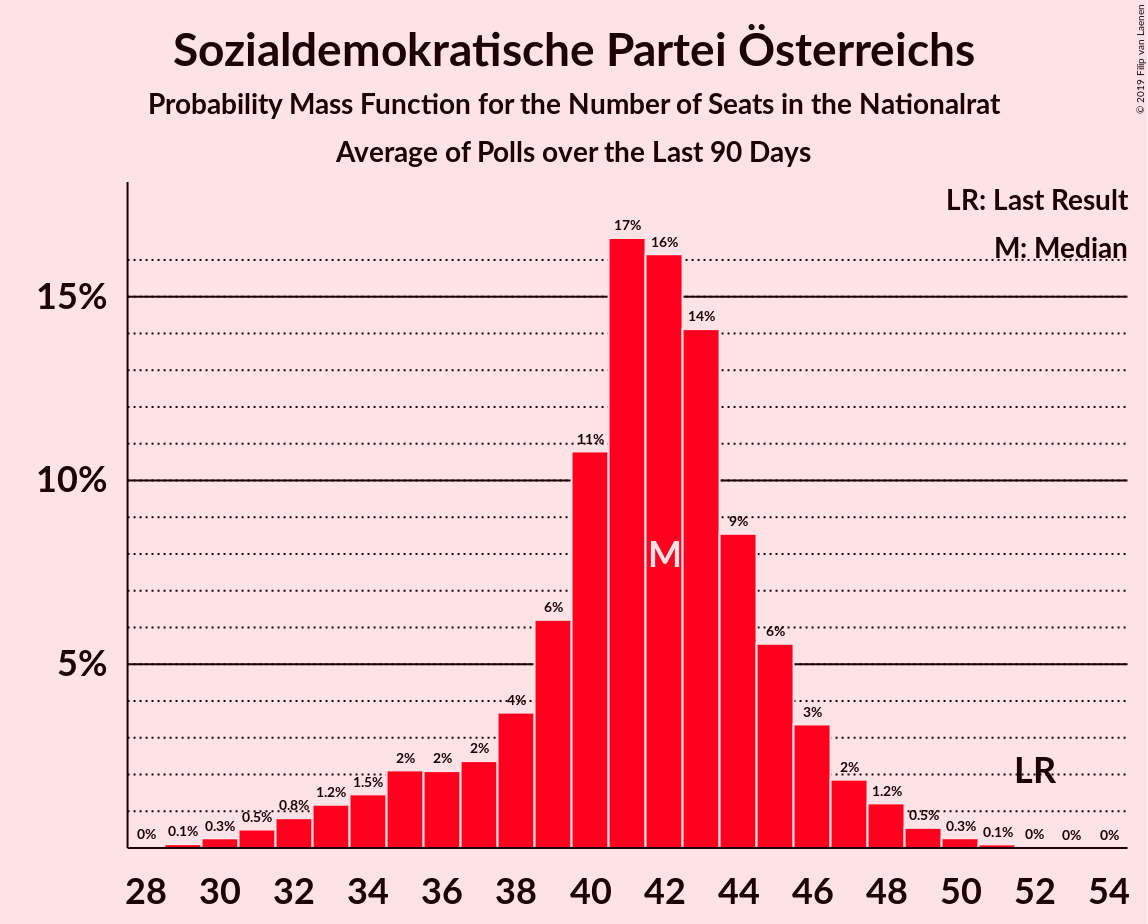 Sozialdemokratische Partei Österreichs
Probability Mass Function for the Number of Seats in the Nationalrat
Average of Polls over the Last 90 Days
© 2019 Filip van Laenen
LR: Last Result
M: Median
15%
10%
5%
0% 0.1% 0.3% 0.5% 0.8% 1.2% 1.5% 2% 2% 2% 4% 6% 11% 17% 16% 14% 9% 6% 3% 2% 1.2% 0.5% 0.3% 0.1% 0% 0% 0%
M
LR
28 30 32 34 36 38 40 42 44 46 48 50 52 54